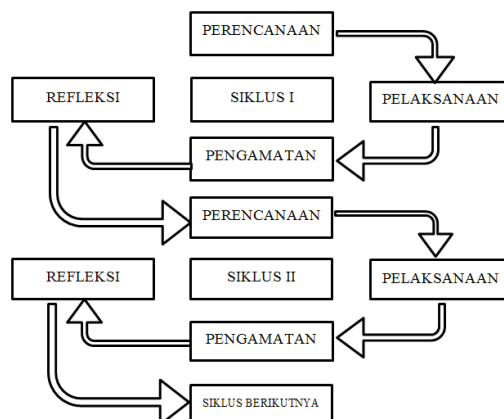 PERENCANAAN
REFLEKSI
SIKLUS I
PELAKSANAAN
PENGAMATAN
PERENCANAAN
REFLEKSI
SIKLUS II
PELAKSANAAN
PENGAMATAN
SIKLUS BERIKUTNYA